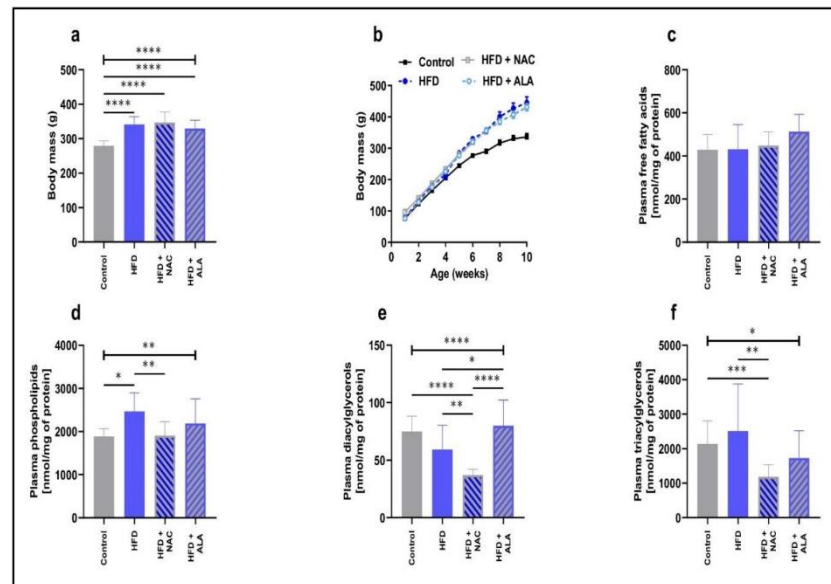 a
****
****
****
****
Body mass (g)
500
400
300
200
100
0
Control
HFD
HFD +
NAC
HFD +
ALA
b
Control
HFD + NAC
HFD
HFD + ALA
Body mass (g)
500
400
300
200
100
0
0
2
4
6
8
10
Age (weeks)
c
Plasma free fatty acids
[nmol/mg of protein]
800
600
400
200
0
Control
HFD
HFD +
NAC
HFD +
ALA
d
**
**
*
Plasma phospholipids
[nmol/mg of protein]
4000
3000
2000
1000
0
Control
HFD
HFD +
NAC
HFD +
ALA
e
****
*
**** ****
**
Plasma diacylglycerols
[nmol/mg of protein]
150
100
50
0
Control
HFD
HFD +
NAC
HFD +
ALA
f
*
**
***
Plasma triacylglycerols
[nmol/mg of protein]
5000
4000
3000
2000
1000
0
Control
HFD
HFD +
NAC
HFD +
ALA